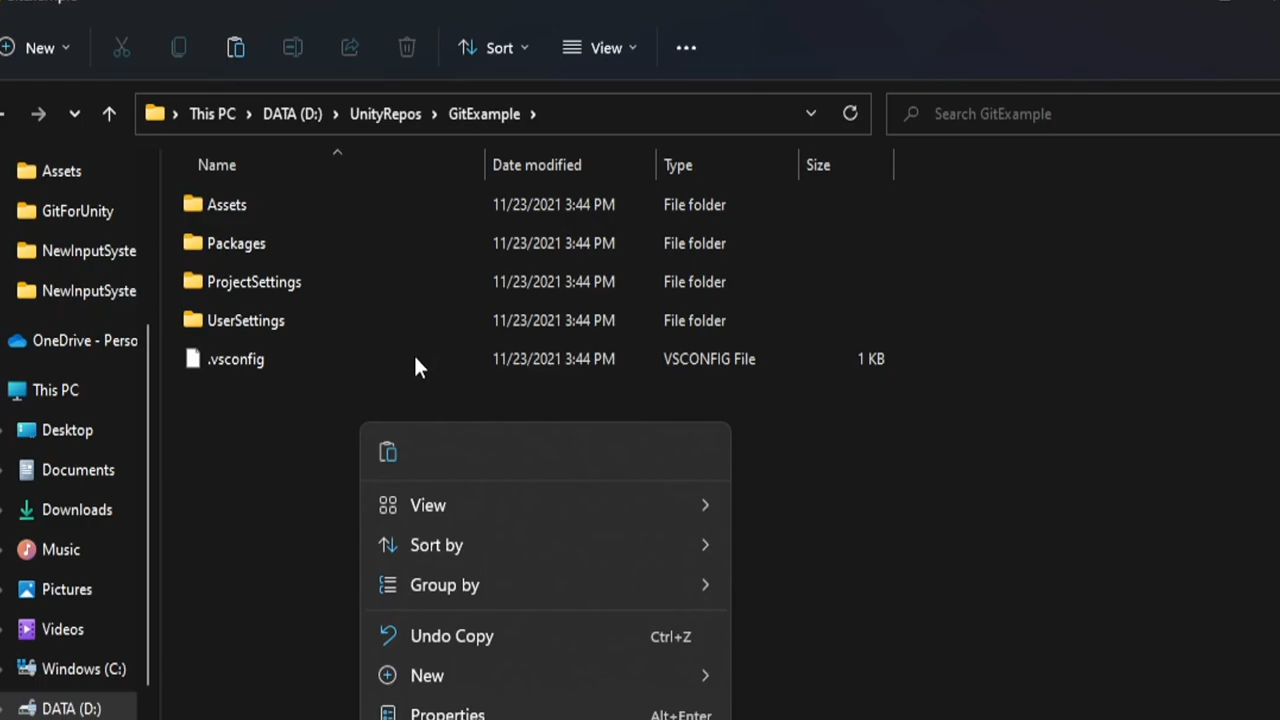 New Sort View
This PC DATA (D:) UnityRepos GitExample Search GitExample
Name Date modified Type Size
Assets
GitForUnity
NewInputSyste
NewInputSyste
OneDrive - Perso
This PC
Desktop
Documents
Downloads
Music
Pictures
Videos
Windows (C:)
DATA (D:)
Assets 11/23/2021 3:44 PM File folder
Packages 11/23/2021 3:44 PM File folder
ProjectSettings 11/23/2021 3:44 PM File folder
UserSettings 11/23/2021 3:44 PM File folder
.vsconfig 11/23/2021 3:44 PM VSCONFIG File 1 KB
View
Sort by
Group by
Undo Copy Ctrl+Z
New
Properties Alt+Enter